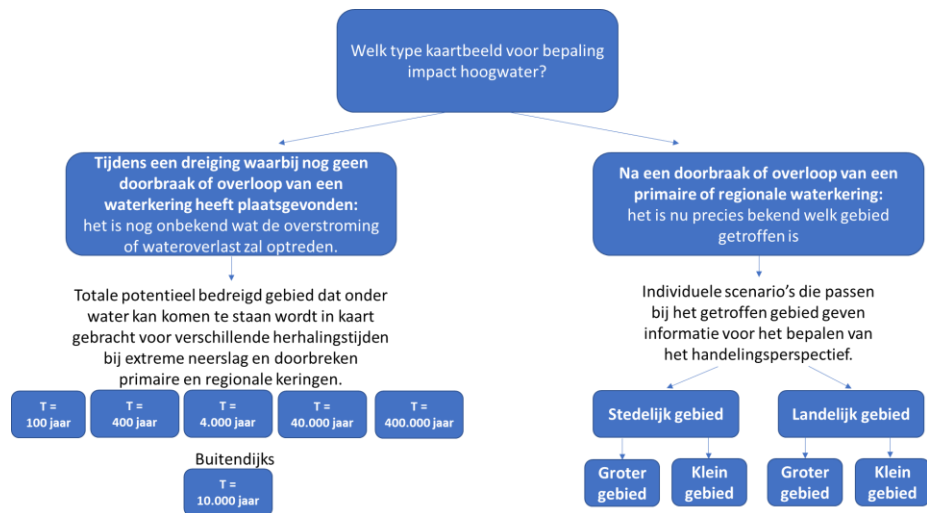 Welk type kaartbeeld voor bepaling
impact hoogwater?
Tijdens een dreiging waarbij nog geen
doorbraak of overloop van een
waterkering heeft plaatsgevonden:
het is nog onbekend wat de overstroming
of wateroverlast zal optreden.
Totale potentieel bedreigd gebied dat onder
water kan komen te staan wordt in kaart
gebracht voor verschillende herhalingstijden
bij extreme neerslag en doorbreken
primaire en regionale keringen.
T =
100 jaar
T =
400 jaar
T =
4.000 jaar
T =
40.000 jaar
T =
400.000 jaar
Buitendijks
T =
10.000 jaar
Na een doorbraak of overloop van een
primaire of regionale waterkering:
het is nu precies bekend welk gebied
getroffen is
Individuele scenario's die passen
bij het getroffen gebied geven
informatie voor het bepalen van
het handelingsperspectief.
Stedelijk gebied
Landelijk gebied
Groter
gebied
Klein
gebied
Groter
gebied
Klein
gebied